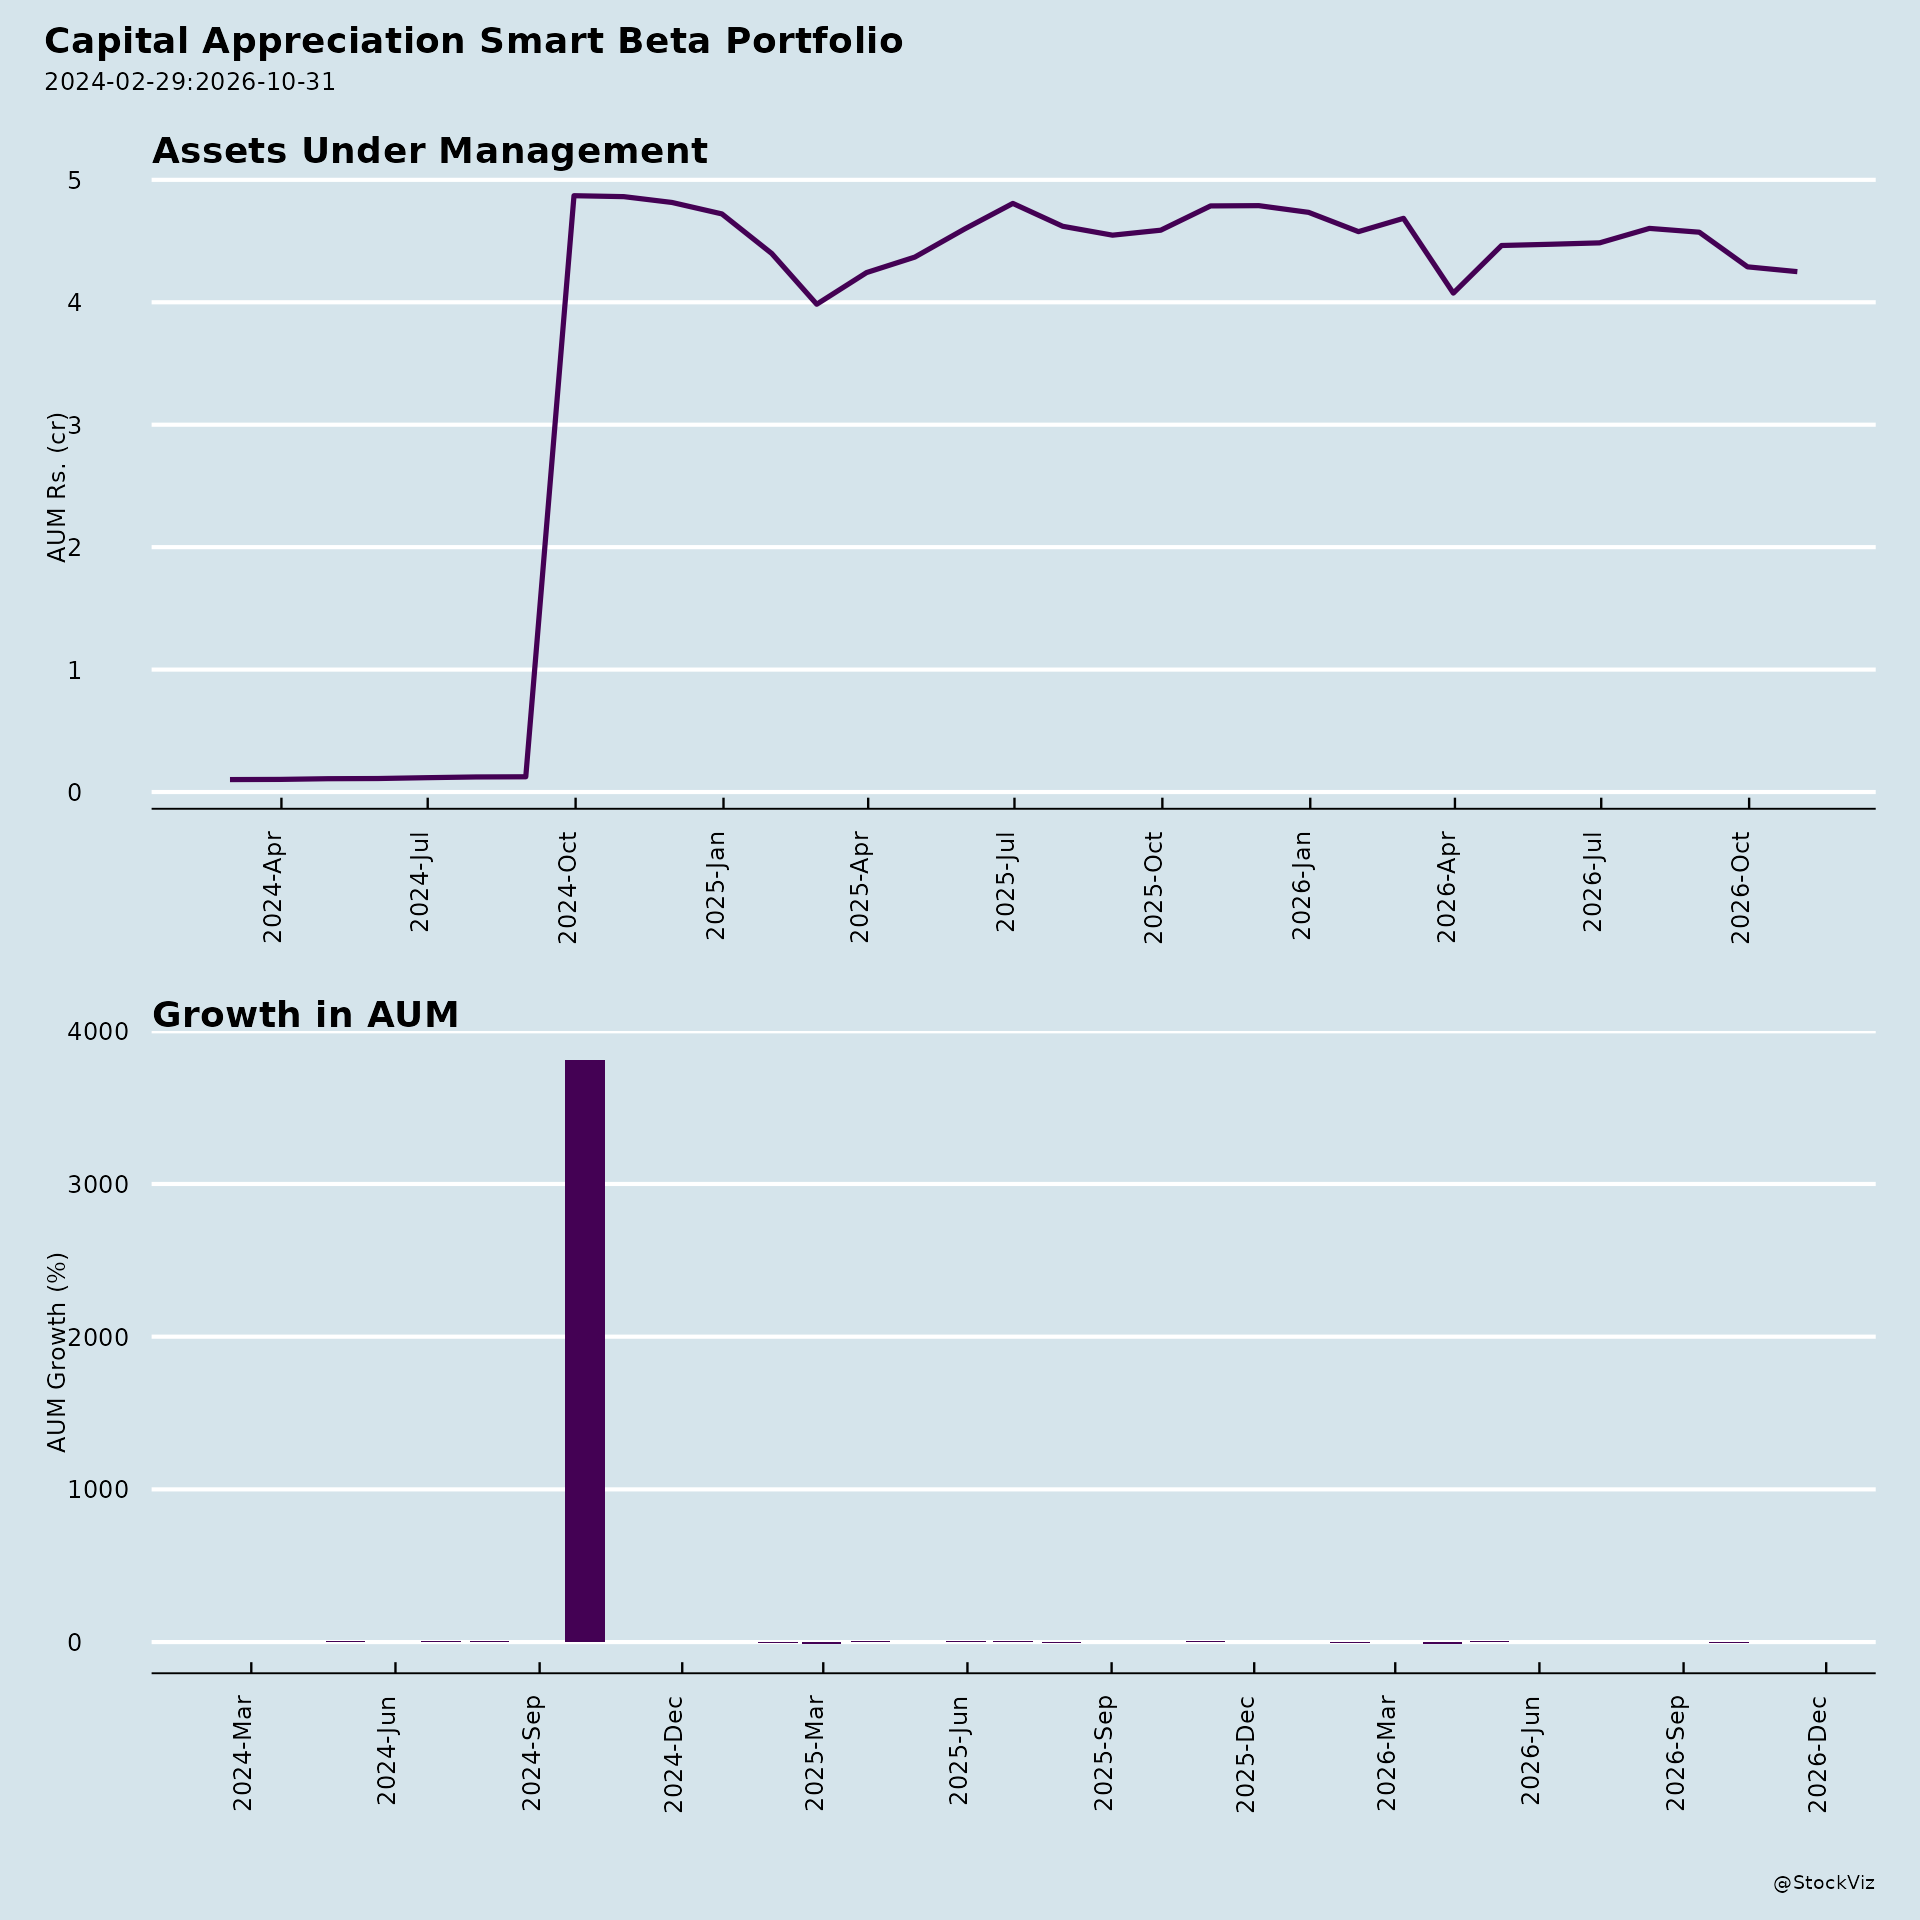 Capital Appreciation Smart Beta Portfolio
2024-02-29:2026-10-31
Assets Under Management
AUM Rs. (cr)
5
4
3
2
1
0
2024-Apr
2024-Jul
2024-Oct
2025-Jan
2025-Apr
2025-Jul
2025-Oct
2026-Jan
2026-Apr
2026-Jul
2026-Oct
Growth in AUM
AUM Growth (%)
4000
3000
2000
1000
0
2024-Mar
2024-Jun
2024-Sep
2024-Dec
2025-Mar
2025-Jun
2025-Sep
2025-Dec
2026-Mar
2026-Jun
2026-Sep
2026-Dec
@StockViz